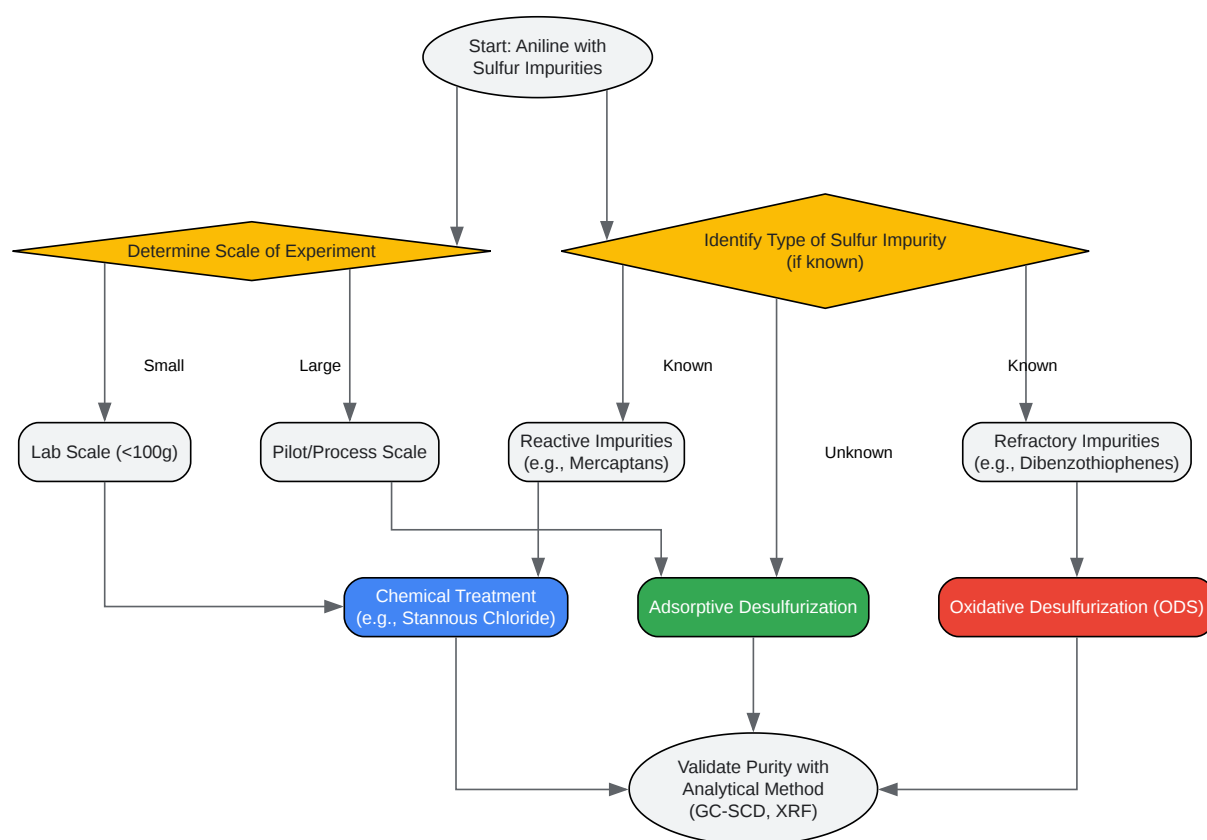 Start: Aniline with
Sulfur Impurities
Determine Scale of Experiment
Identify Type of Sulfur Impurity
(if known)
Small
Large
Known
Known
Lab Scale (<100g)
Pilot/Process Scale
Reactive Impurities
(e.g., Mercaptans)
Unknown
Refractory Impurities
(e.g., Dibenzothiophenes)
Chemical Treatment
(e.g., Stannous Chloride)
Adsorptive Desulfurization
Oxidative Desulfurization (ODS)
Validate Purity with
Analytical Method
(GC-SCD, XRF)